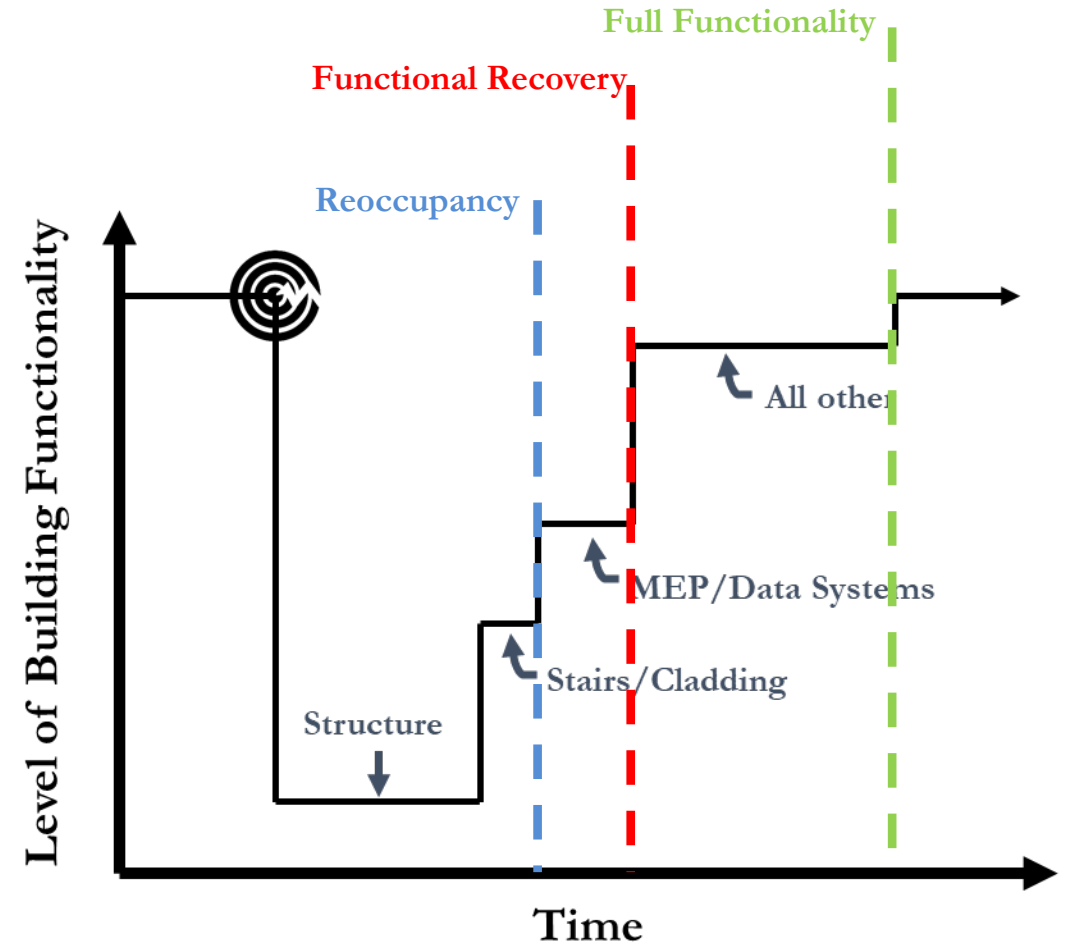 Full Functionality
Functional Recovery
Reoccupancy
Level of Building Functionality
All other
MEP/Data Systems
Stairs/Cladding
Structure
Time